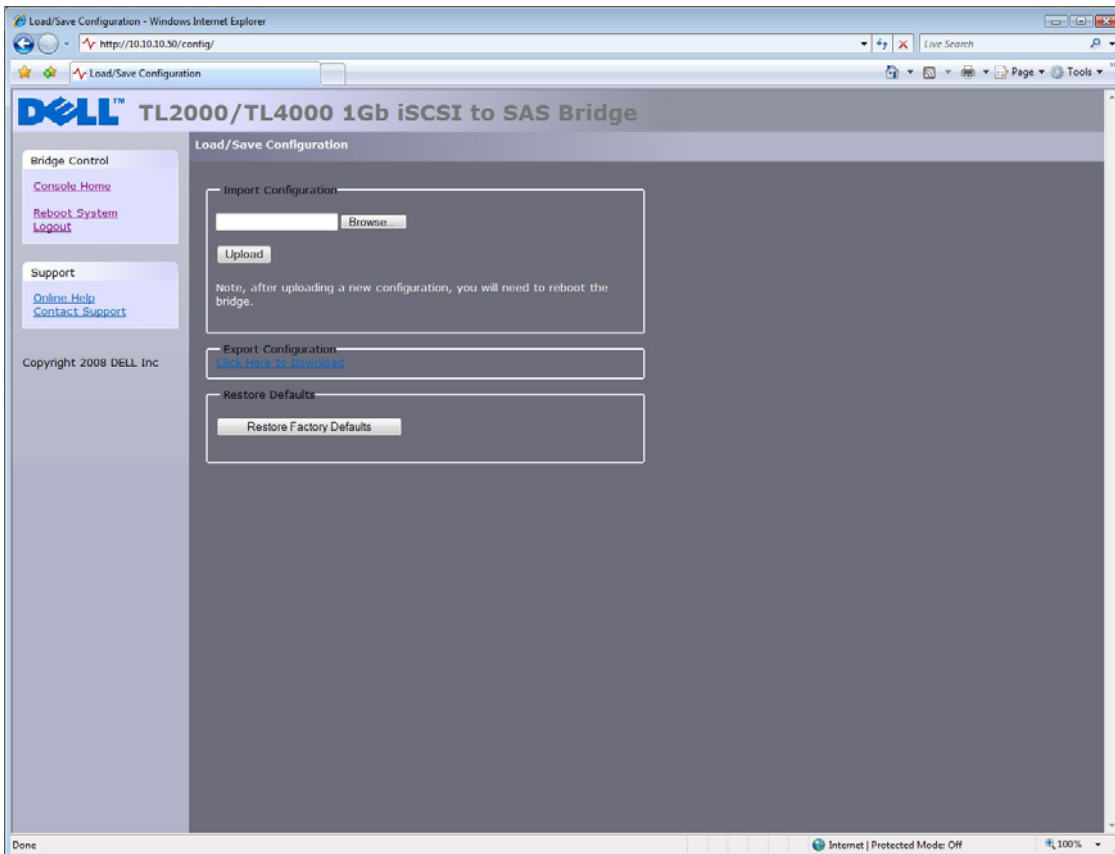 Load/Save Configuration - Windows Internet Explorer
http://10.10.10.50/config/
Live Search
Load/Save Configuration
Page
Tools
DELL™ TL2000/TL4000 1Gb iSCSI to SAS Bridge
Load/Save Configuration
Bridge Control
Console Home
Reboot System
Logout
Support
Online Help
Contact Support
Copyright 2008 DELL Inc
Import Configuration
Browse...
Upload
Note, after uploading a new configuration, you will need to reboot the
bridge.
Export Configuration
Click Here to Download
Restore Defaults
Restore Factory Defaults
Done
Internet | Protected Mode: Off
100%